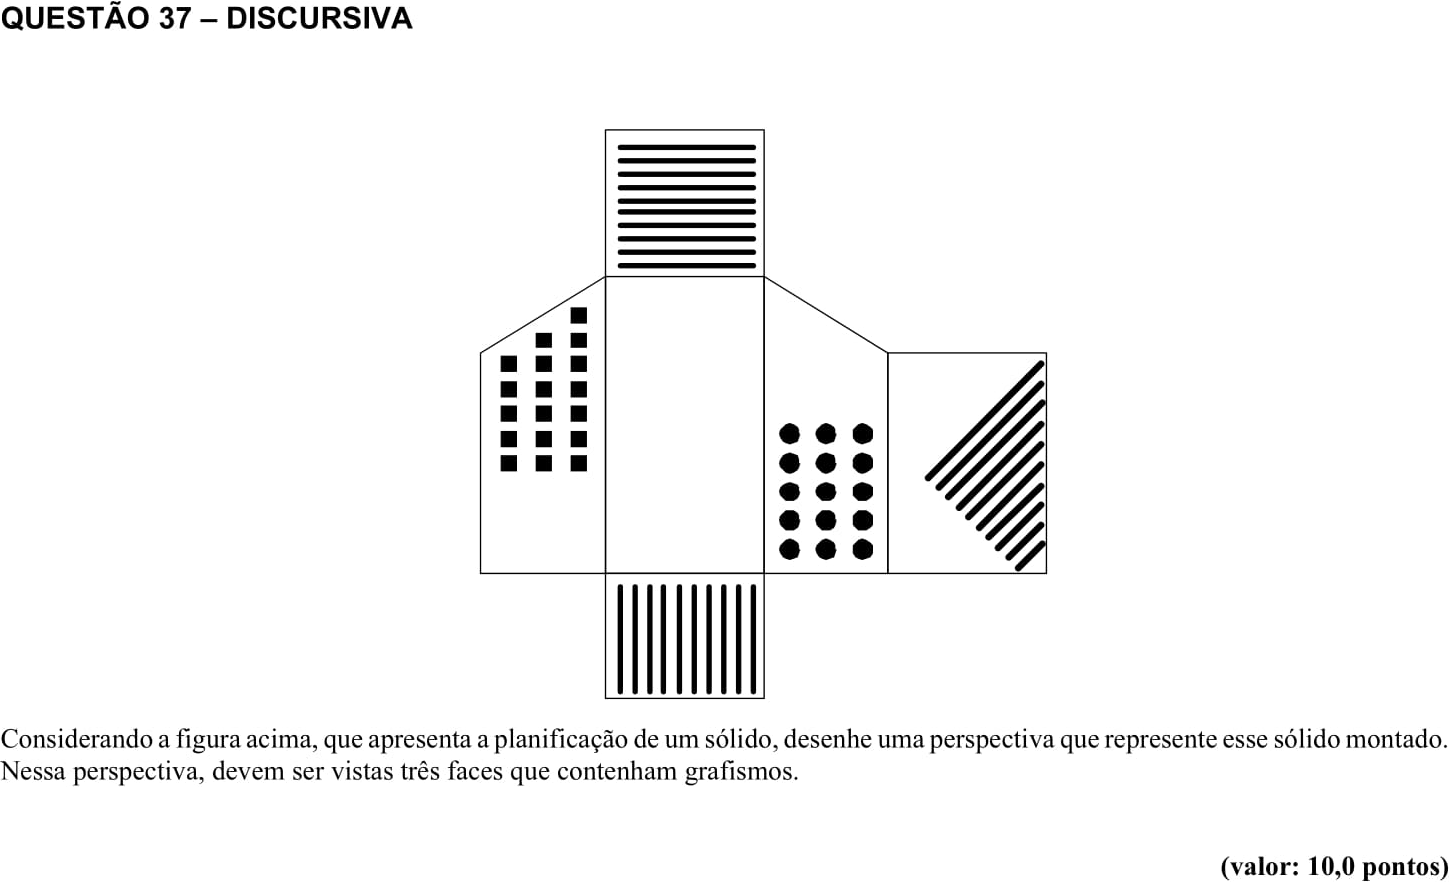 QUESTÃO 37 – DISCURSIVA
Considerando a figura acima, que apresenta a planificação de um sólido, desenhe uma perspectiva que represente esse sólido montado.
Nessa perspectiva, devem ser vistas três faces que contenham grafismos.
(valor: 10,0 pontos)